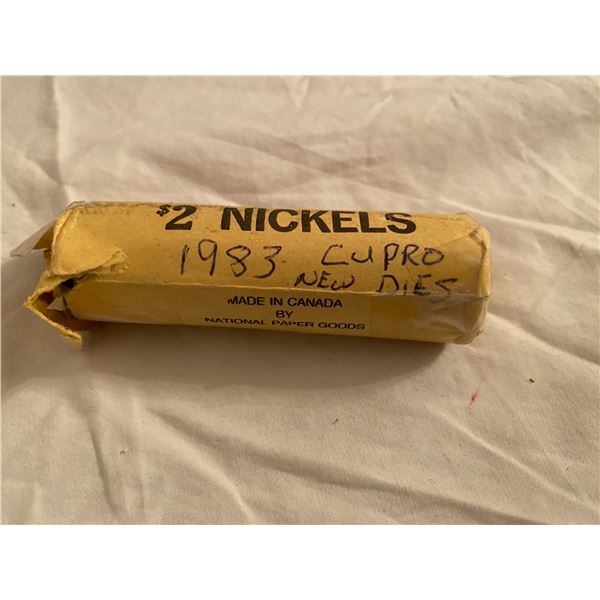 $2 NICKELS
1983 CUPRO
NEW DIES
MADE IN CANADA
BY
NATIONAL PAPER GOODS